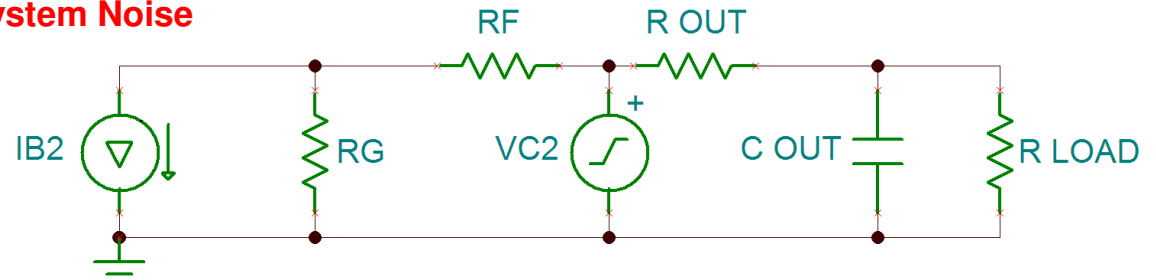 ystem Noise
RF
R OUT
IB2
RG
VC2
+
C OUT
R LOAD